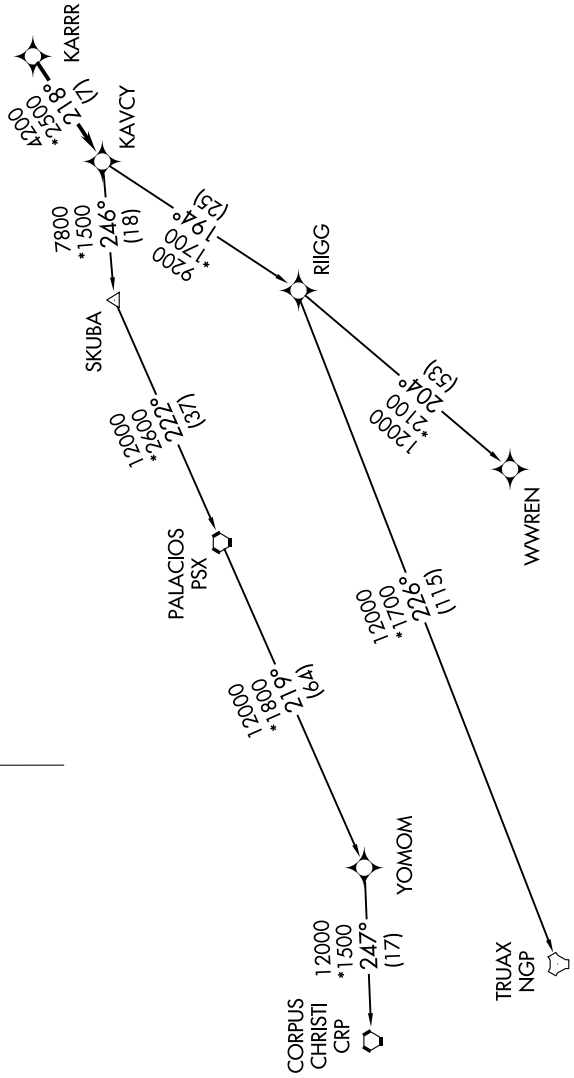 KARRR
4200
*2500
218°
(7)
KAVCY
7800
*1500
246°
(18)
9200
*1700
194°
(25)
SKUBA
RIIGG
12000
*2600
222°
(37)
12000
*2100
204°
(53)
PALACIOS
PSX
WWREN
12000
*1700
226°
(115)
12000
*1800
219°
(64)
YOMOM
12000
*1500
247°
(17)
CORPUS
CHRISTI
CRP
TRUAX
NGP